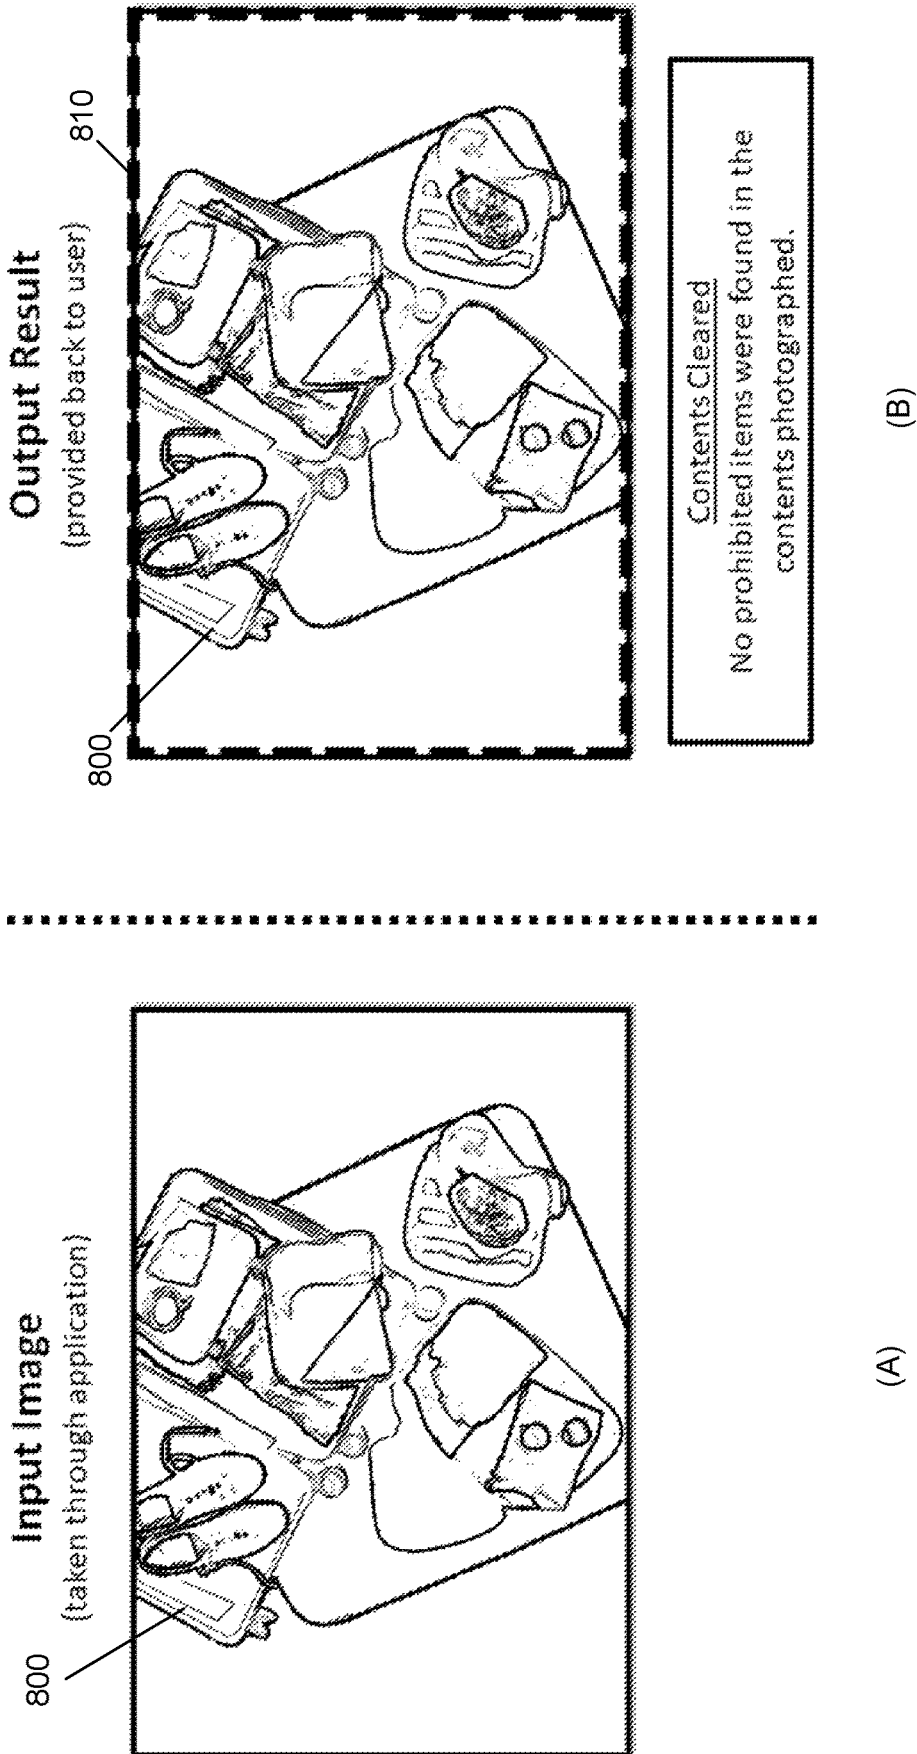 Input Image
(taken through application)
800
(A)
Output Result
(provided back to user)
810
800
Contents Cleared
No prohibited items were found in the
contents photographed.
(B)